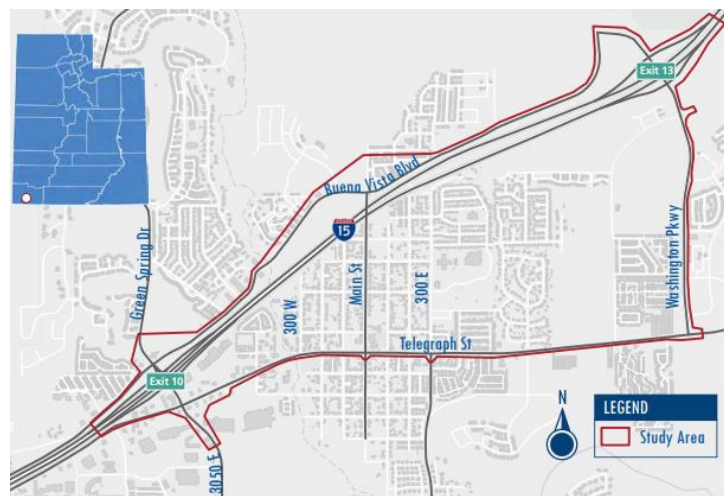 Exit 13
Buena Vista Blvd
15
Green Spring Dr
300 W.
Main St
300 E
Washington Pkwy
Telegraph St
Exit 10
3050 E
N
LEGEND
Study Area